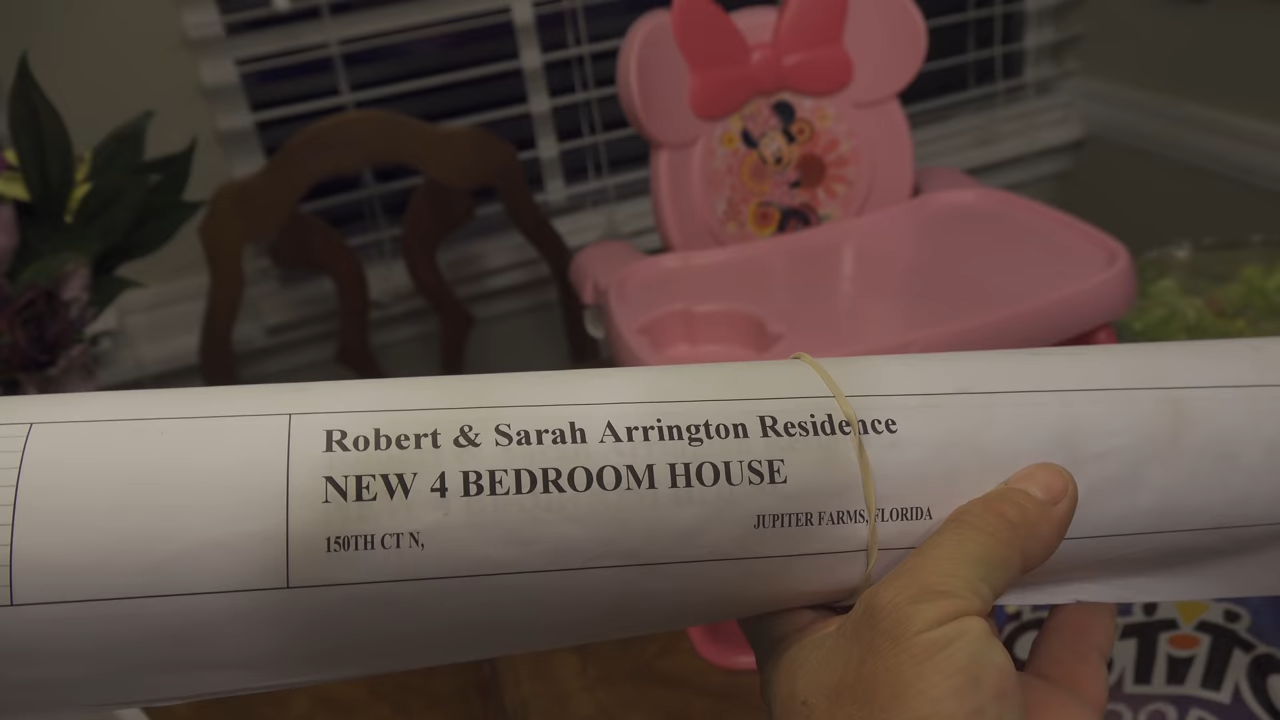 Robert & Sarah Arrington Residence
NEW 4 BEDROOM HOUSE
JUPITER FARMS, FLORIDA
150TH CT N,